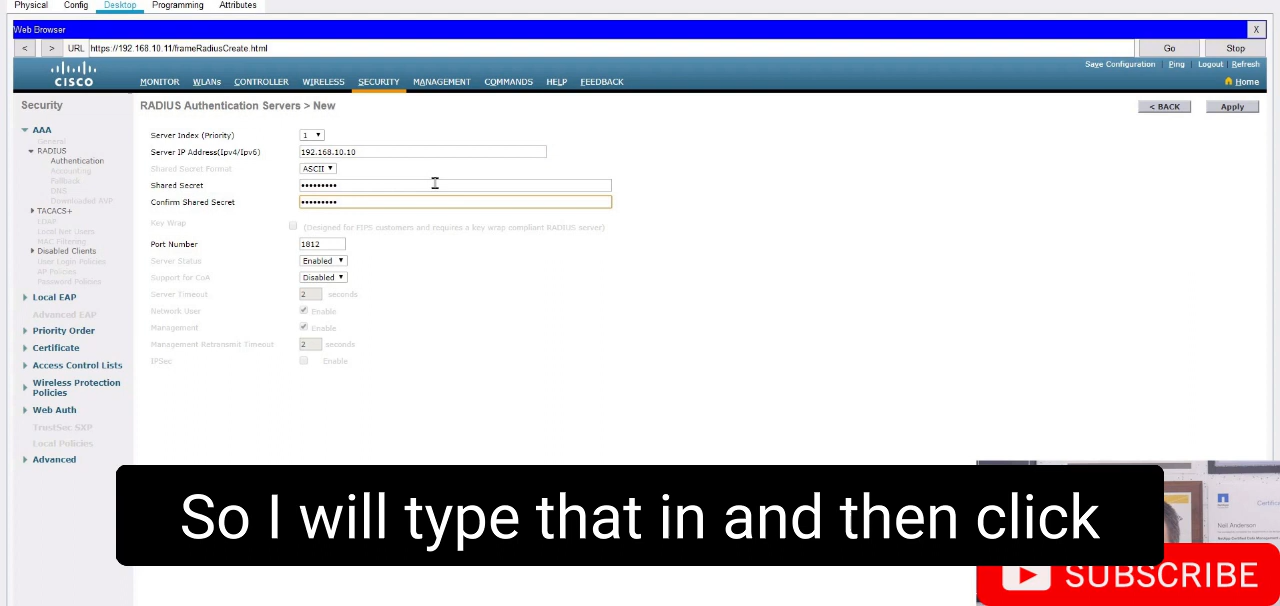 Physical Config Desktop Programming Attributes
Web Browser X
< > URL https://192.168.10.11/frameRadiusCreate.html Go Stop
Save Configuration Ping Logout Refresh
CISCO MONITOR WLANs CONTROLLER WIRELESS SECURITY MANAGEMENT COMMANDS HELP FEEDBACK Home
Security
AAA
General
RADIUS
Authentication
Accounting
Fallback
DNS
Downloaded AVP
TACACS+
LDAP
Local Net Users
MAC Filtering
Disabled Clients
User Login Policies
AP Policies
Password Policies
Local EAP
Advanced EAP
Priority Order
Certificate
Access Control Lists
Wireless Protection
Policies
Web Auth
TrustSec SXP
Local Policies
Advanced
RADIUS Authentication Servers > New < BACK Apply
Server Index (Priority) 1
Server IP Address(Ipv4/Ipv6) 192.168.10.10
Shared Secret Format ASCII
Shared Secret •••••••••
Confirm Shared Secret •••••••••
Key Wrap (Designed for FIPS customers and requires a key wrap compliant RADIUS server)
Port Number 1812
Server Status Enabled
Support for CoA Disabled
Server Timeout 2 seconds
Network User Enable
Management Enable
Management Retransmit Timeout 2 seconds
IPSec Enable
So I will type that in and then click
Neil Anderson
SUBSCRIBE